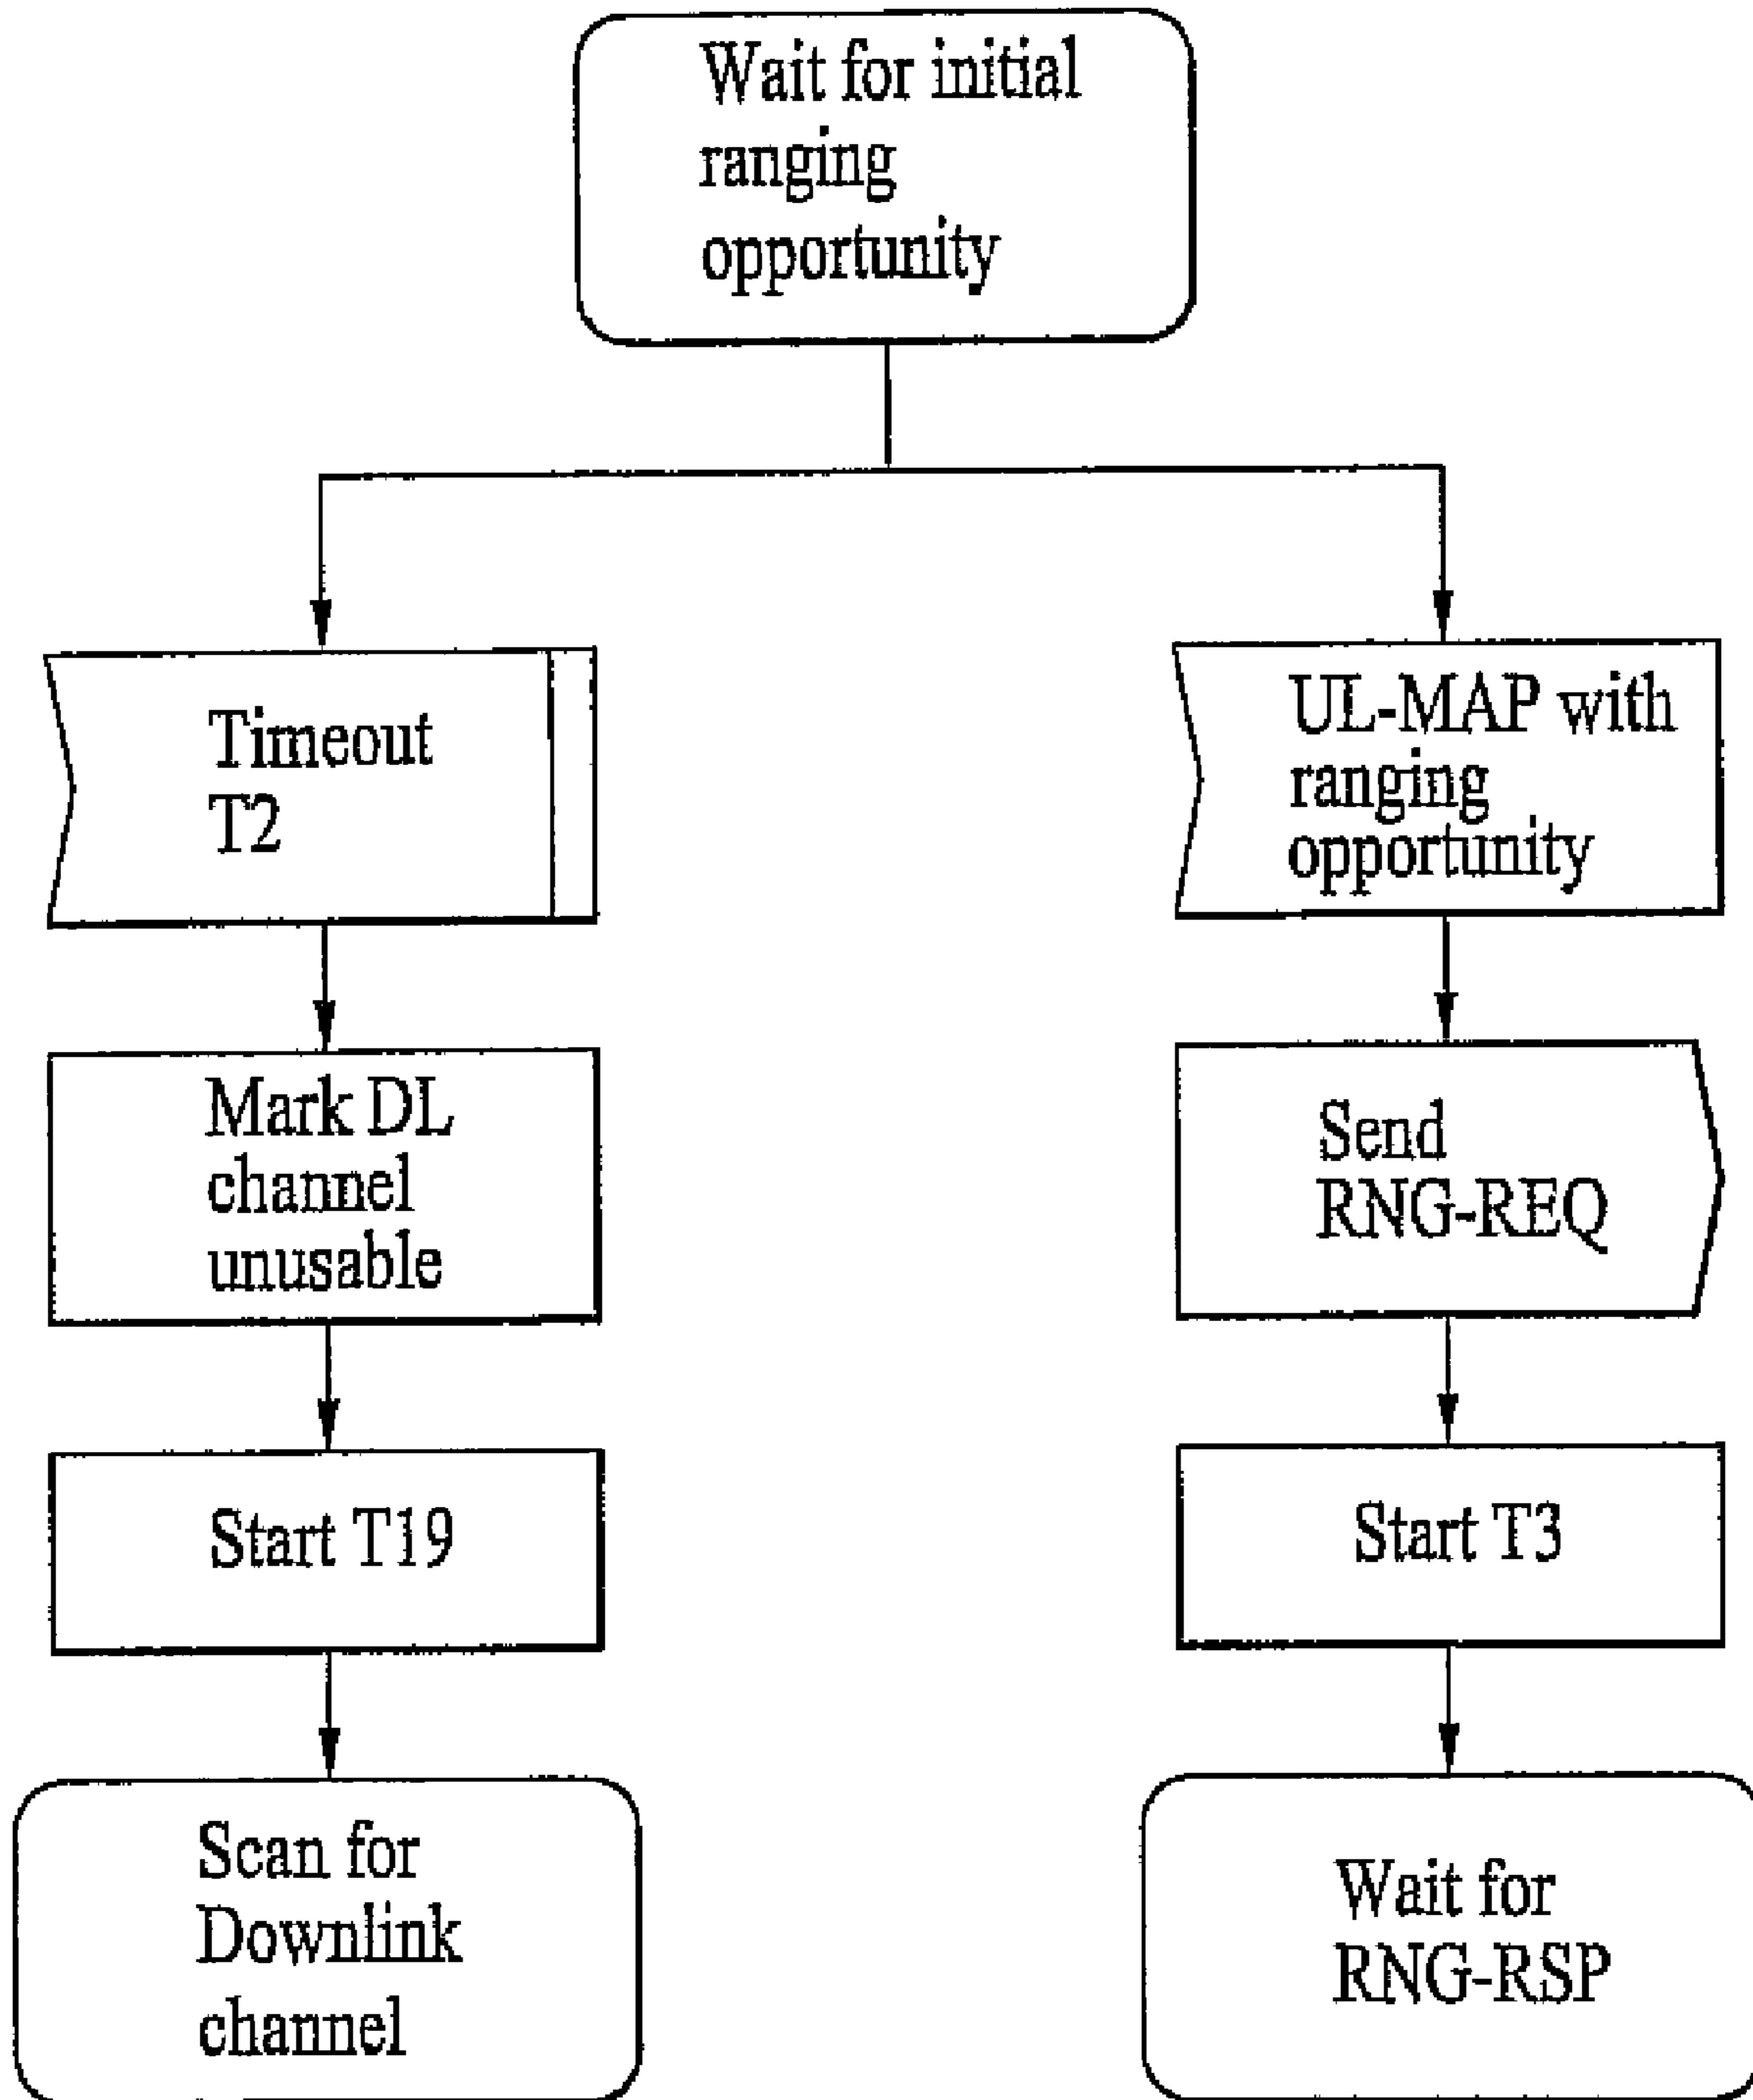 Wait for initial
ranging
opportunity
Timeout
T2
UL-MAP with
ranging
opportunity
Mark DL
channel
unusable
Send
RNG-REQ
Start T19
Start T3
Scan for
Downlink
channel
Wait for
RNG-RSP